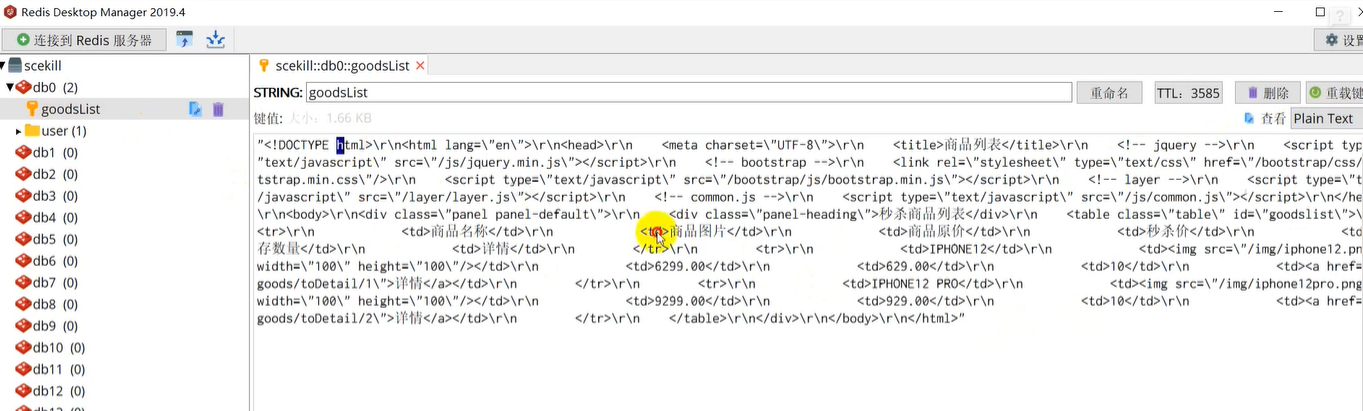 Redis Desktop Manager 2019.4
连接到 Redis 服务器
设置
scekill
db0 (2)
goodsList
user (1)
db1 (0)
db2 (0)
db3 (0)
db4 (0)
db5 (0)
db6 (0)
db7 (0)
db8 (0)
db9 (0)
db10 (0)
db11 (0)
db12 (0)
scekill::db0::goodsList
STRING: goodsList 重命名 TTL: 3585 删除 重载键
键值: 大小: 1.66 KB 查看 Plain Text
"<!DOCTYPE html>\r\n<html lang=\"en\">\r\n<head>\r\n    <meta charset=\"UTF-8\">\r\n    <title>商品列表</title>\r\n    <!-- jquery -->\r\n    <script typ
"text/javascript\" src=\"/js/jquery.min.js\"></script>\r\n    <!-- bootstrap -->\r\n    <link rel=\"stylesheet\" type=\"text/css\" href=\"/bootstrap/css/
tstrap.min.css\"/>\r\n    <script type=\"text/javascript\" src=\"/bootstrap/js/bootstrap.min.js\"></script>\r\n    <!-- layer -->\r\n    <script type=\"t
/javascript\" src=\"/layer/layer.js\"></script>\r\n    <!-- common.js -->\r\n    <script type=\"text/javascript\" src=\"/js/common.js\"></script>\r\n
\r\n<body>\r\n<div class=\"panel panel-default\">\r\n    <div class=\"panel-heading\">秒杀商品列表</div>\r\n    <table class=\"table\" id=\"goodslist\">\
<tr>\r\n        <td>商品名称</td>\r\n        <td>商品图片</td>\r\n        <td>商品原价</td>\r\n        <td>秒杀价</td>\r\n        <td>
存数量</td>\r\n        <td>详情</td>\r\n        </tr>\r\n        <tr>\r\n        <td>IPHONE12</td>\r\n        <td><img src=\"/img/iphone12.pn
width=\"100\" height=\"100\"/></td>\r\n        <td>6299.00</td>\r\n        <td>629.00</td>\r\n        <td>10</td>\r\n        <td><a href=
goods/toDetail/1\">详情</a></td>\r\n        </tr>\r\n        <tr>\r\n        <td>IPHONE12 PRO</td>\r\n        <td><img src=\"/img/iphone12pro.png
width=\"100\" height=\"100\"/></td>\r\n        <td>9299.00</td>\r\n        <td>929.00</td>\r\n        <td>10</td>\r\n        <td><a href=
goods/toDetail/2\">详情</a></td>\r\n        </tr>\r\n    </table>\r\n</div>\r\n</body>\r\n</html>"